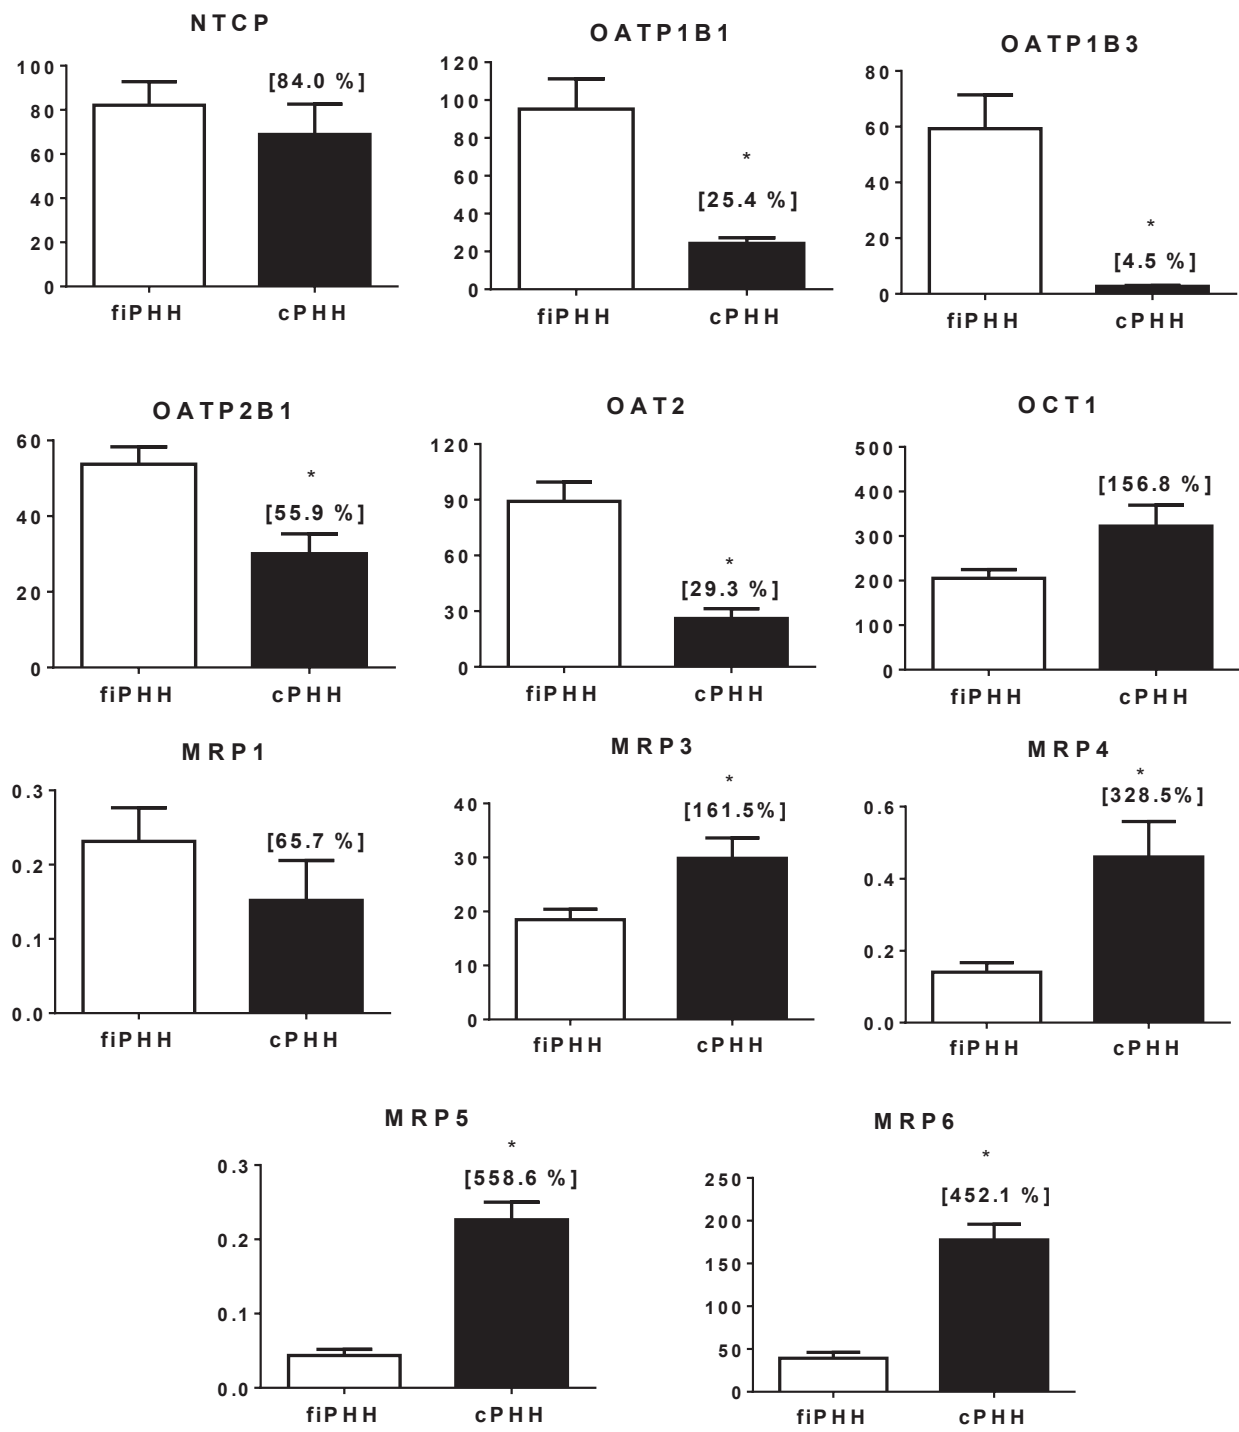 NTCP
100
80
60
40
20
0
[84.0 %]
fiPHH
cPHH
OATP1B1
120
100
80
60
40
20
0
*
[25.4 %]
fiPHH
cPHH
OATP1B3
80
60
40
20
0
*
[4.5 %]
fiPHH
cPHH
OATP2B1
60
40
20
0
*
[55.9 %]
fiPHH
cPHH
OAT2
120
90
60
30
0
*
[29.3 %]
fiPHH
cPHH
OCT1
500
400
300
200
100
0
[156.8 %]
fiPHH
cPHH
MRP1
0.3
0.2
0.1
0.0
[65.7 %]
fiPHH
cPHH
MRP3
40
30
20
10
0
*
[161.5%]
fiPHH
cPHH
MRP4
0.6
0.4
0.2
0.0
*
[328.5%]
fiPHH
cPHH
MRP5
0.3
0.2
0.1
0.0
*
[558.6 %]
fiPHH
cPHH
MRP6
250
200
150
100
50
0
*
[452.1 %]
fiPHH
cPHH